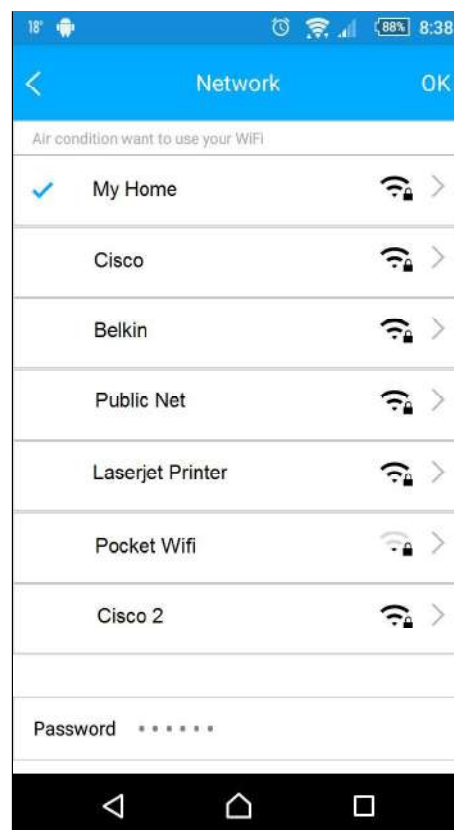 18° 88% 8:38
Network OK
Air condition want to use your WiFi
My Home
Cisco
Belkin
Public Net
Laserjet Printer
Pocket Wifi
Cisco 2
Password ••••••